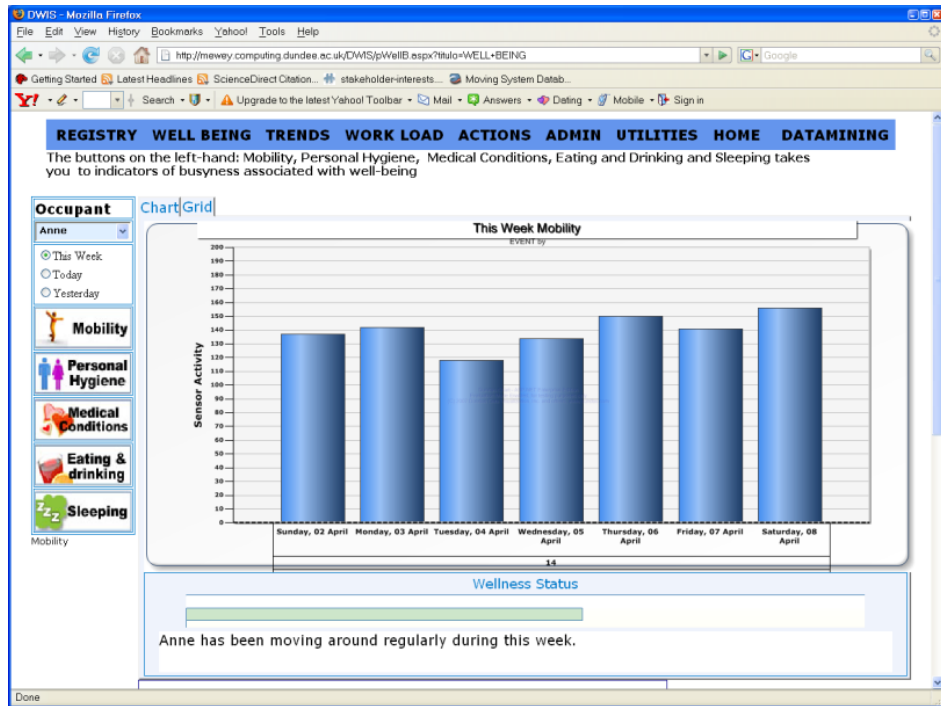 DWIS - Mozilla Firefox
File Edit View History Bookmarks Yahoo! Tools Help
http://mewey.computing.dundee.ac.uk/DWIS/pWellB.aspx?titulo=WELL+BEING
G Google
Getting Started Latest Headlines ScienceDirect Citation... stakeholder-interests... Moving System Datab...
Y! Search Upgrade to the latest Yahoo! Toolbar Mail Answers Dating Mobile Sign in
REGISTRY WELL BEING TRENDS WORK LOAD ACTIONS ADMIN UTILITIES HOME DATAMINING
The buttons on the left-hand: Mobility, Personal Hygiene, Medical Conditions, Eating and Drinking and Sleeping takes
you to indicators of busyness associated with well-being
Occupant
Anne
This Week
Today
Yesterday
Mobility
Personal
Hygiene
Medical
Conditions
Eating &
drinking
Zzz Sleeping
Mobility
Chart Grid
This Week Mobility
EVENT by
Sensor Activity
200
190
180
170
160
150
140
130
120
110
100
90
80
70
60
50
40
30
20
10
0
Sunday, 02 April Monday, 03 April Tuesday, 04 April Wednesday, 05 Thursday, 06 Friday, 07 April Saturday, 08
April April April
14
Wellness Status
Anne has been moving around regularly during this week.
Done